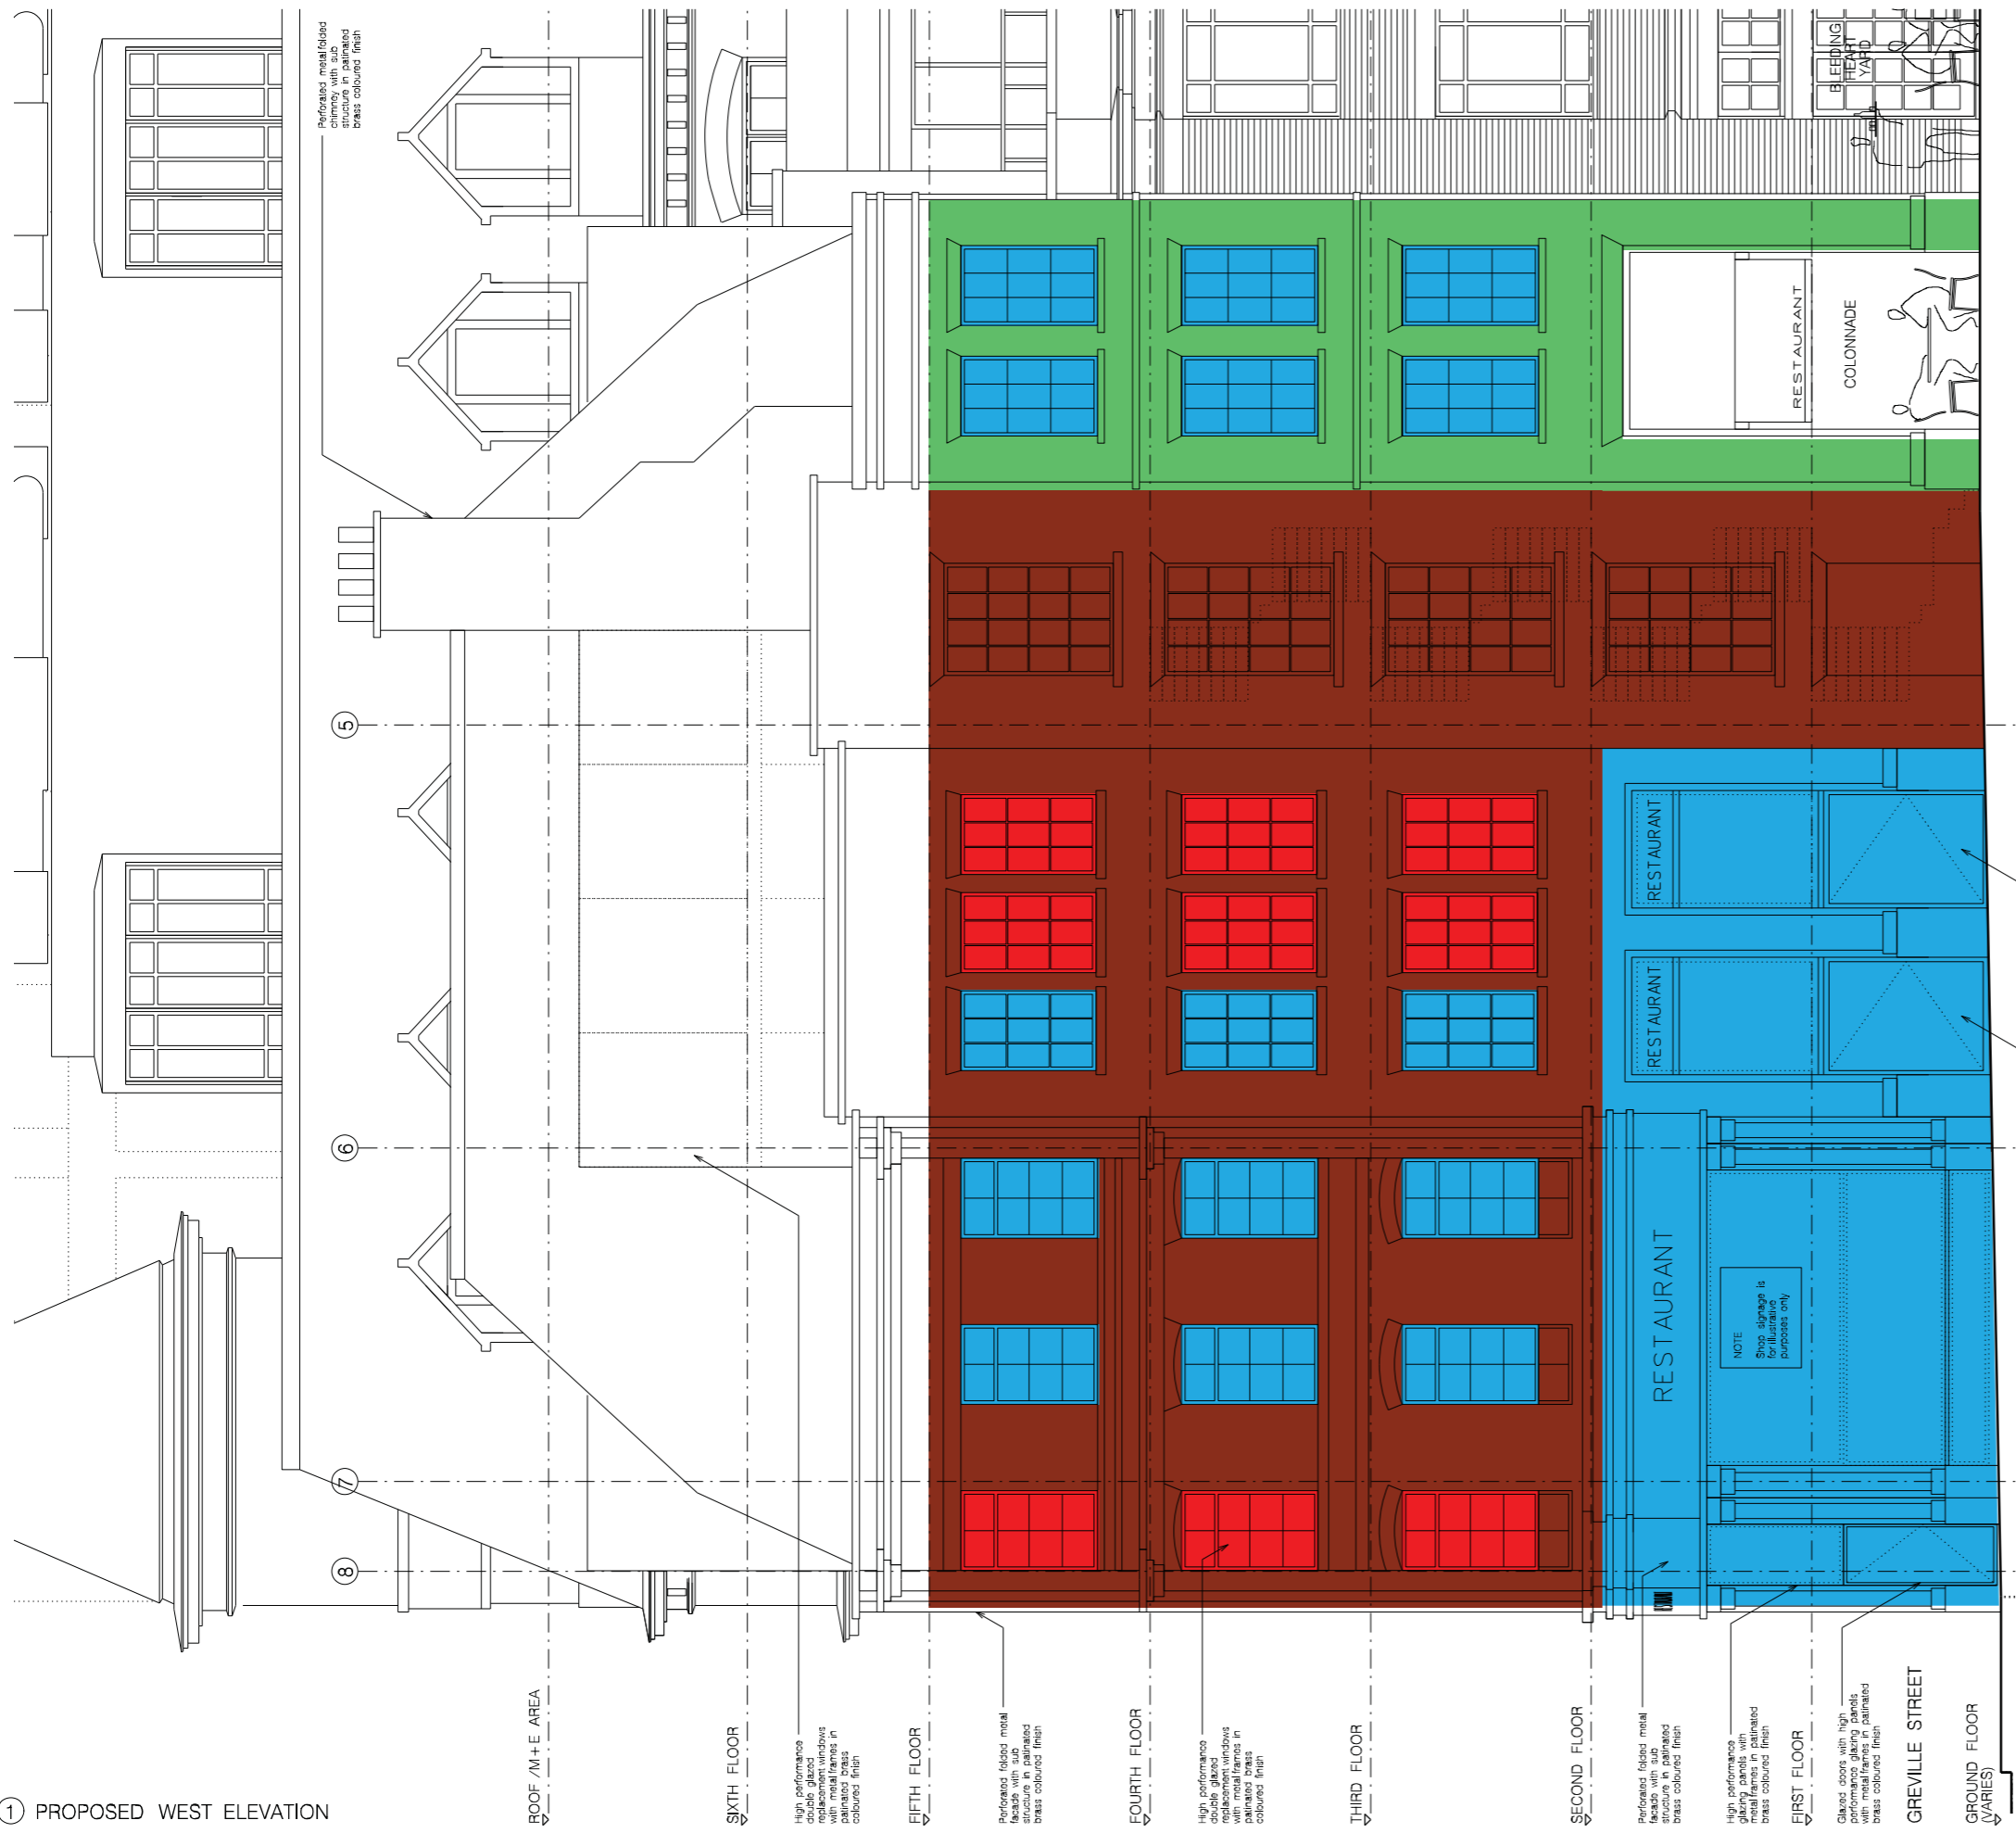 1 PROPOSED WEST ELEVATION
Perforated metal folded
chimney with sub
structure in patinated
brass coloured finish
5
6
7
8
ROOF /M+E AREA
SIXTH FLOOR
High performance
double glazed
replacement windows
with metal frames in
patinated brass
coloured finish
FIFTH FLOOR
Perforated folded metal
facade with sub
structure in patinated
brass coloured finish
FOURTH FLOOR
High performance
double glazed
replacement windows
with metal frames in
patinated brass
coloured finish
THIRD FLOOR
SECOND FLOOR
Perforated folded metal
facade with sub
structure in patinated
brass coloured finish
High performance
glazing panels with
metal frames in patinated
brass coloured finish
FIRST FLOOR
Glazed doors with high
performance glazing panels
with metal frames in patinated
brass coloured finish
GREVILLE STREET
GROUND FLOOR
(VARIES)
RESTAURANT
NOTE
Shop signage is
for illustrative
purposes only
RESTAURANT
RESTAURANT
RESTAURANT
COLONNADE
BLEEDING
HEART
YARD